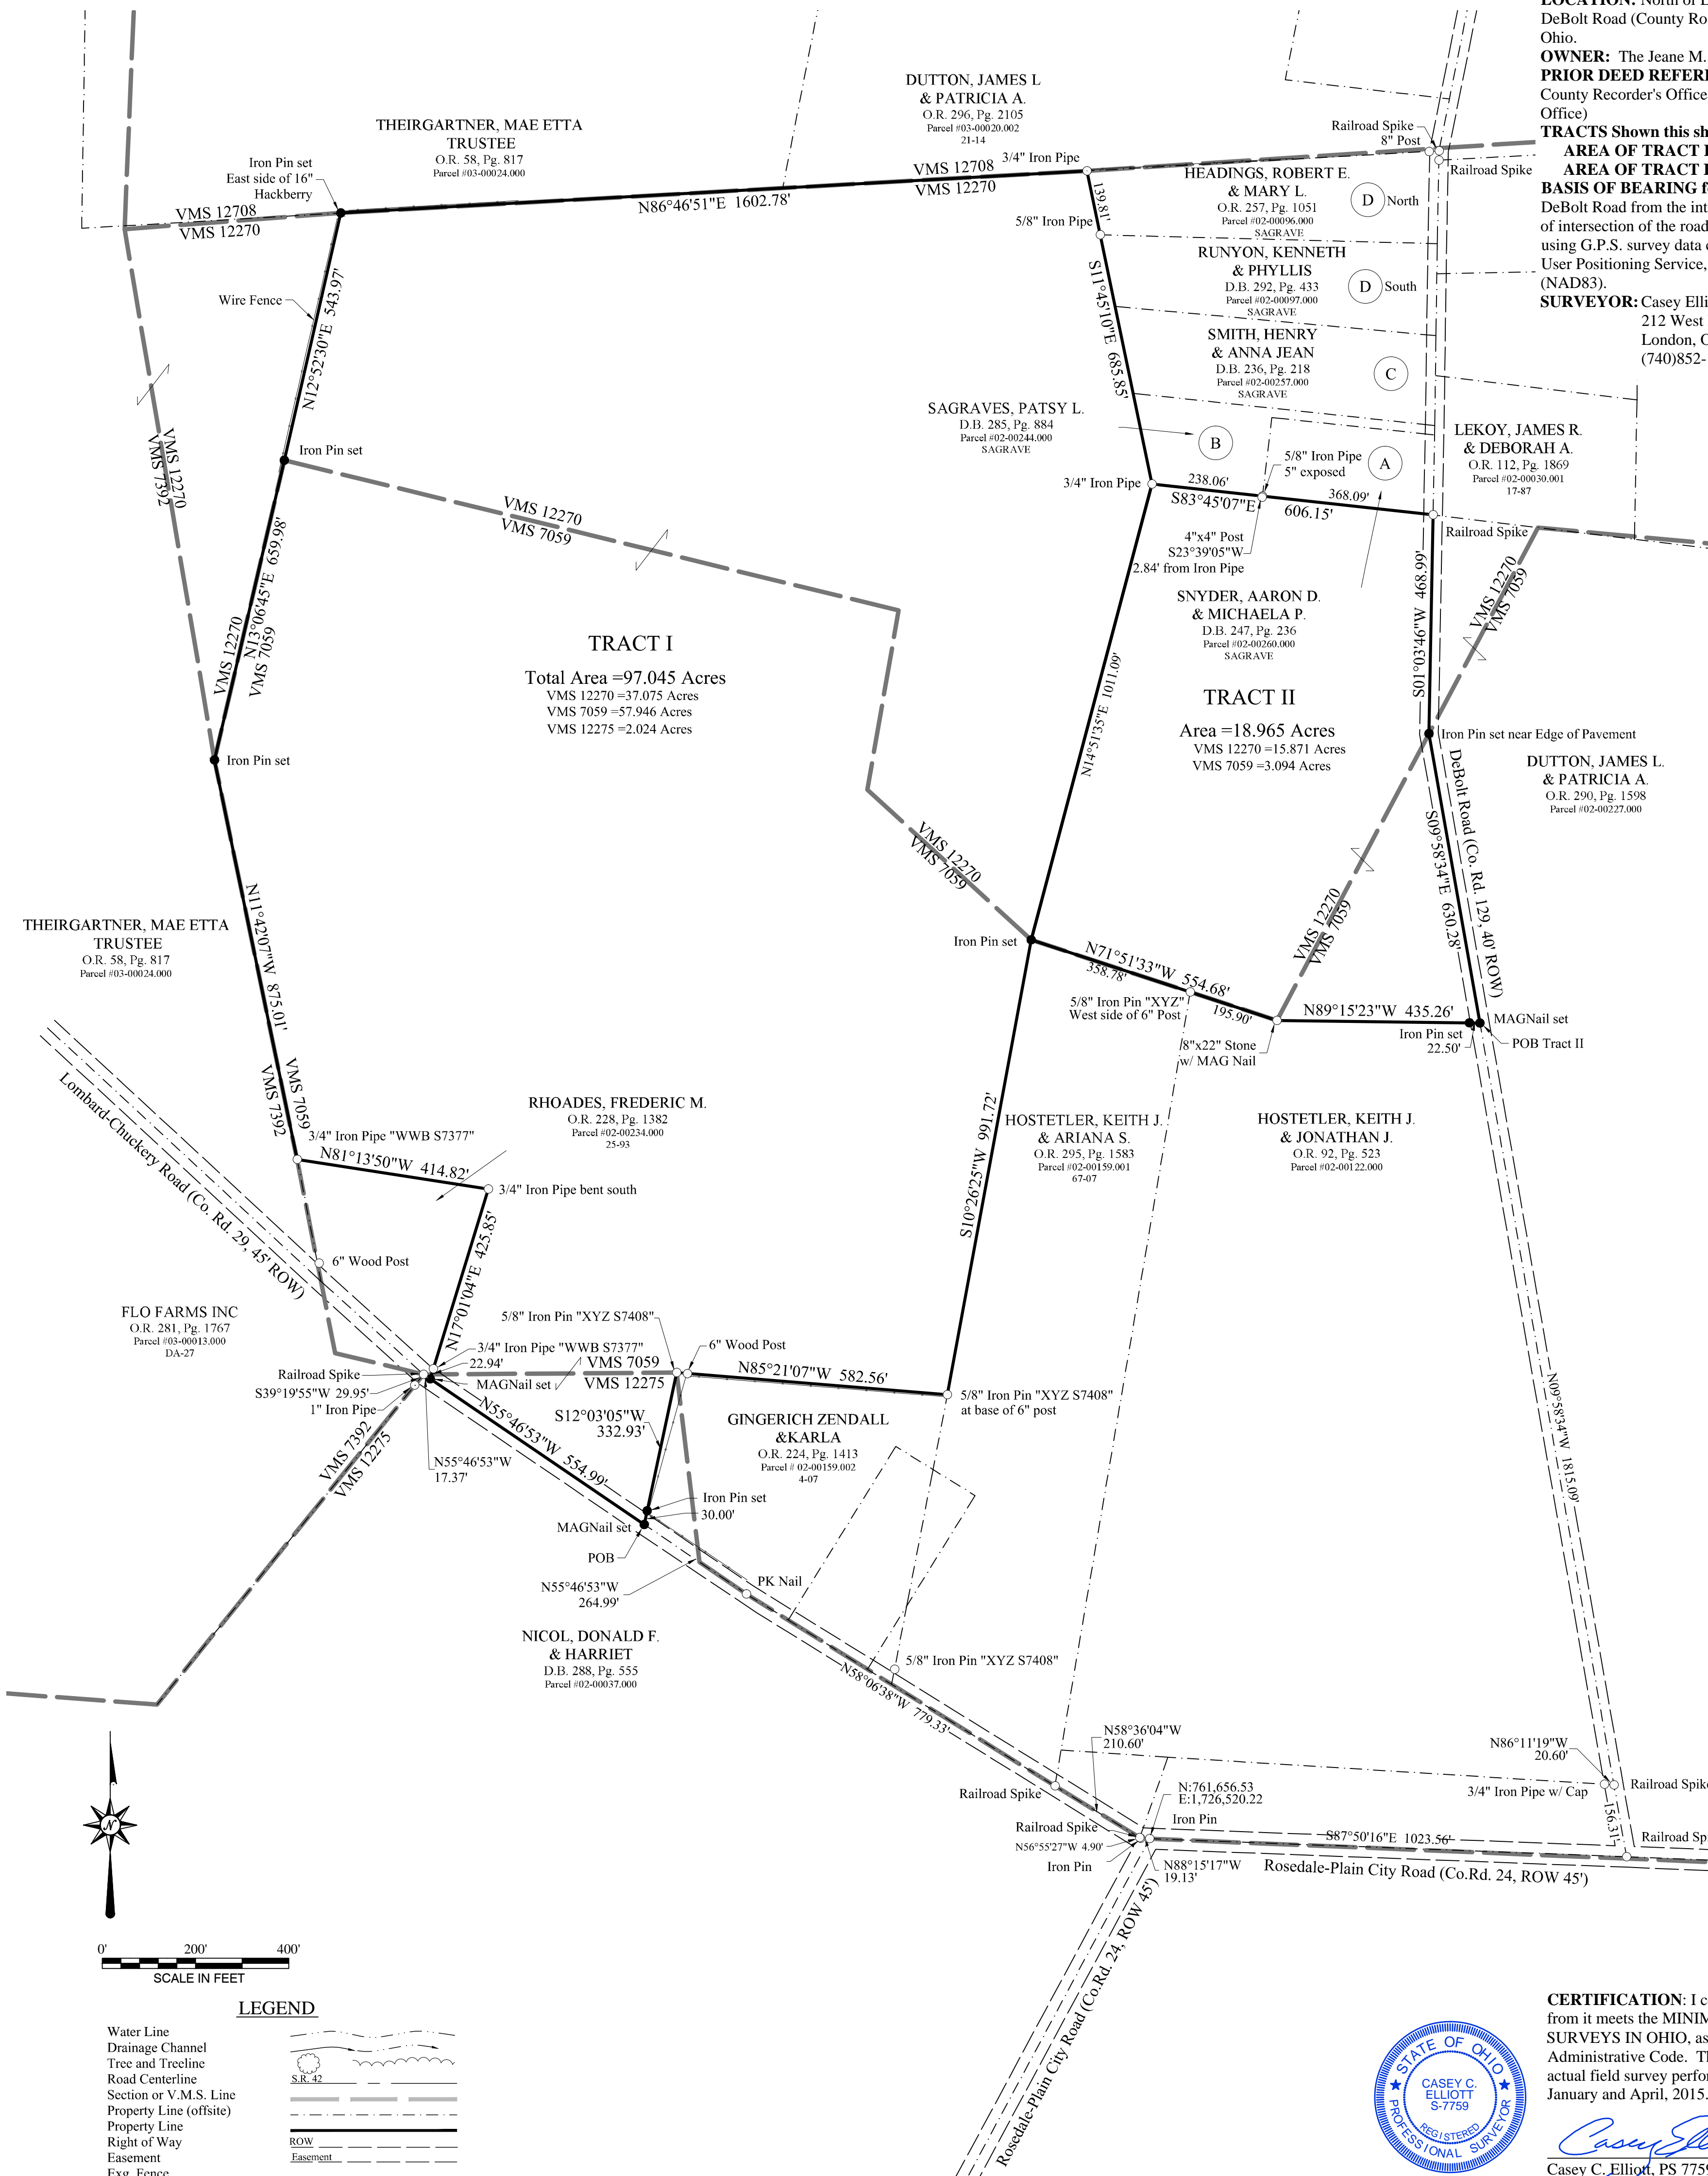 LOCATION: North of
DeBolt Road (County Ro
Ohio.
OWNER: The Jeane M.
PRIOR DEED REFERE
County Recorder's Office
Office)
TRACTS Shown this sh
AREA OF TRACT
AREA OF TRACT
BASIS OF BEARING f
DeBolt Road from the int
of intersection of the road
using G.P.S. survey data
User Positioning Service,
(NAD83).
SURVEYOR: Casey Elli
212 West
London, O
(740)852-
DUTTON, JAMES L
& PATRICIA A.
O.R. 296, Pg. 2105
Parcel #03-00020.002
21-14
THEIRGARTNER, MAE ETTA
TRUSTEE
O.R. 58, Pg. 817
Parcel #03-00024.000
Iron Pin set
East side of 16"
Hackberry
VMS 12708
VMS 12270
VMS 12708
VMS 12270
N86°46'51"E 1602.78'
3/4" Iron Pipe
Railroad Spike
8" Post
Railroad Spike
139.81'
5/8" Iron Pipe
HEADINGS, ROBERT E.
& MARY L.
O.R. 257, Pg. 1051
Parcel #02-00096.000
SAGRAVE
D North
RUNYON, KENNETH
& PHYLLIS
D.B. 292, Pg. 433
Parcel #02-00097.000
SAGRAVE
D South
SMITH, HENRY
& ANNA JEAN
D.B. 236, Pg. 218
Parcel #02-00257.000
SAGRAVE
C
S11°45'10"E 685.85'
Wire Fence
N12°52'30"E 543.97'
VMS 12270
VMS 7392
Iron Pin set
SAGRAVES, PATSY L.
D.B. 285, Pg. 884
Parcel #02-00244.000
SAGRAVE
B
A
5/8" Iron Pipe
5" exposed
LEKOY, JAMES R.
& DEBORAH A.
O.R. 112, Pg. 1869
Parcel #02-00030.001
17-87
3/4" Iron Pipe
238.06'
368.09'
S83°45'07"E
606.15'
Railroad Spike
4"x4" Post
S23°39'05"W
2.84' from Iron Pipe
VMS 12270
VMS 7059
SNYDER, AARON D.
& MICHAELA P.
D.B. 247, Pg. 236
Parcel #02-00260.000
SAGRAVE
S01°03'46"W 468.99'
VMS 12270
VMS 7059
VMS 12270
N13°06'45"E 659.98'
VMS 7059
TRACT I
Total Area =97.045 Acres
VMS 12270 =37.075 Acres
VMS 7059 =57.946 Acres
VMS 12275 =2.024 Acres
N14°51'35"E 1011.09'
TRACT II
Area =18.965 Acres
VMS 12270 =15.871 Acres
VMS 7059 =3.094 Acres
Iron Pin set near Edge of Pavement
DUTTON, JAMES L.
& PATRICIA A.
O.R. 290, Pg. 1598
Parcel #02-00227.000
Iron Pin set
DeBolt Road (Co. Rd. 129, 40' ROW)
S09°58'34"E 630.28'
VMS 12270
VMS 7059
VMS 12270
VMS 7059
THEIRGARTNER, MAE ETTA
TRUSTEE
O.R. 58, Pg. 817
Parcel #03-00024.000
N11°42'07"W 875.01'
Iron Pin set
N71°51'33"W 554.68'
358.78'
195.90'
5/8" Iron Pin "XYZ"
West side of 6" Post
N89°15'23"W 435.26'
MAGNail set
Iron Pin set
22.50'
POB Tract II
8"x22" Stone
w/ MAG Nail
VMS 7059
VMS 7392
Lombard-Chuckery Road (Co. Rd. 29, 45' ROW)
RHOADES, FREDERIC M.
O.R. 228, Pg. 1382
Parcel #02-00234.000
25-93
3/4" Iron Pipe "WWB S7377"
N81°13'50"W 414.82'
3/4" Iron Pipe bent south
HOSTETLER, KEITH J.
& ARIANA S.
O.R. 295, Pg. 1583
Parcel #02-00159.001
67-07
HOSTETLER, KEITH J.
& JONATHAN J.
O.R. 92, Pg. 523
Parcel #02-00122.000
S10°26'25"W 991.72'
6" Wood Post
N17°01'04"E 425.85'
FLO FARMS INC
O.R. 281, Pg. 1767
Parcel #03-00013.000
DA-27
5/8" Iron Pin "XYZ S7408"
3/4" Iron Pipe "WWB S7377"
22.94'
6" Wood Post
VMS 7059
VMS 12275
N85°21'07"W 582.56'
Railroad Spike
MAGNail set
S39°19'55"W 29.95'
1" Iron Pipe
5/8" Iron Pin "XYZ S7408"
at base of 6" post
S12°03'05"W
332.93'
GINGERICH ZENDALL
&KARLA
O.R. 224, Pg. 1413
Parcel # 02-00159.002
4-07
N55°46'53"W 554.99'
N55°46'53"W
17.37'
VMS 7392
VMS 12275
Iron Pin set
30.00'
MAGNail set
POB
N55°46'53"W
264.99'
PK Nail
N09°58'34"W 1815.09'
NICOL, DONALD F.
& HARRIET
D.B. 288, Pg. 555
Parcel #02-00037.000
5/8" Iron Pin "XYZ S7408"
N58°06'38"W 779.33'
N58°36'04"W
210.60'
N86°11'19"W
20.60'
Railroad Spike
3/4" Iron Pipe w/ Cap
Railroad Spike
N:761,656.53
E:1,726,520.22
Iron Pin
156.31'
Railroad Spike
N56°55'27"W 4.90'
Iron Pin
S87°50'16"E 1023.56'
Railroad Sp
N88°15'17"W
19.13'
Rosedale-Plain City Road (Co.Rd. 24, ROW 45')
Rosedale-Plain City Road (Co.Rd. 24, ROW 45')
N
0' 200' 400'
SCALE IN FEET
LEGEND
Water Line
Drainage Channel
Tree and Treeline
Road Centerline S.R. 42
Section or V.M.S. Line
Property Line (offsite)
Property Line
Right of Way ROW
Easement Easement
Exg. Fence
STATE OF OHIO
CASEY C.
ELLIOTT
S-7759
REGISTERED
PROFESSIONAL SURVEYOR
CERTIFICATION: I c
from it meets the MINIM
SURVEYS IN OHIO, as
Administrative Code. Th
actual field survey perfor
January and April, 2015.
Casey C. Elliott, PS 7759